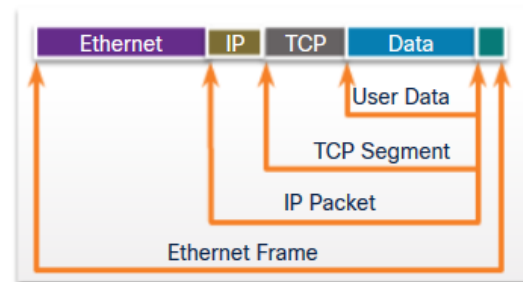 Ethernet IP TCP Data
User Data
TCP Segment
IP Packet
Ethernet Frame